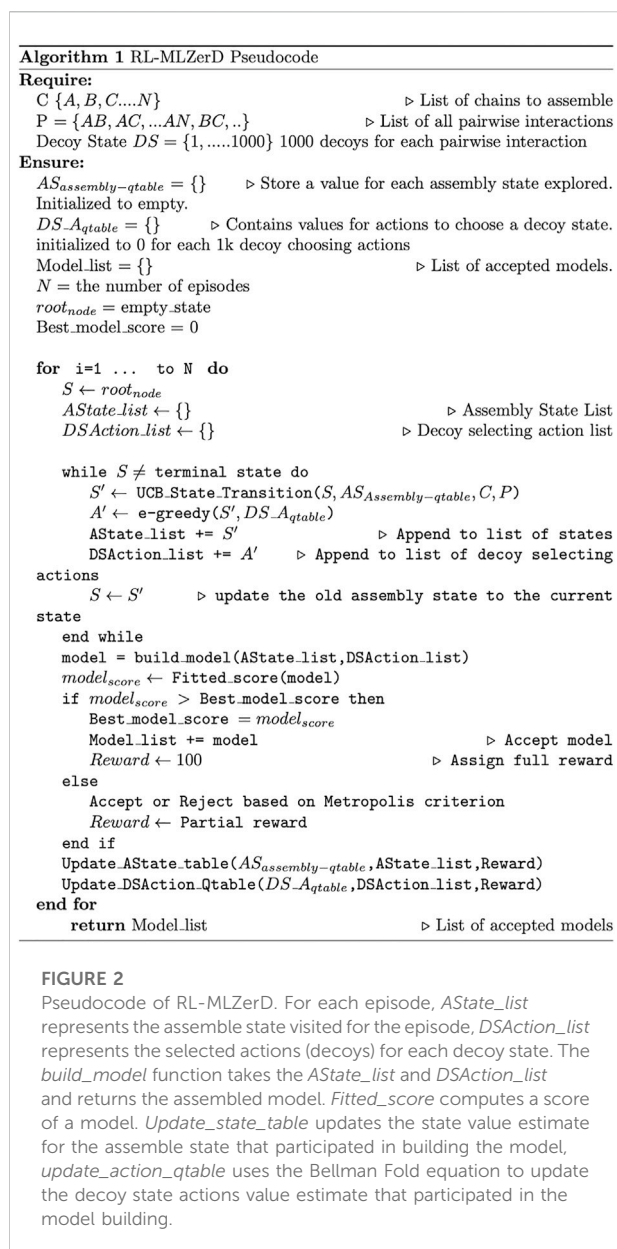 Algorithm 1 RL-MLZerD Pseudocode
Require:
C {A, B, C....N} ▷ List of chains to assemble
P = {AB, AC, ...AN, BC, ..} ▷ List of all pairwise interactions
Decoy State DS = {1, .....1000} 1000 decoys for each pairwise interaction
Ensure:
AS_assembly−qtable = {} ▷ Store a value for each assembly state explored.
Initialized to empty.
DS_A_qtable = {} ▷ Contains values for actions to choose a decoy state.
initialized to 0 for each 1k decoy choosing actions
Model_list = {} ▷ List of accepted models.
N = the number of episodes
root_node = empty_state
Best_model_score = 0
for i=1 ... to N do
S ← root_node
AState_list ← {} ▷ Assembly State List
DSAction_list ← {} ▷ Decoy selecting action list
while S ≠ terminal state do
S′ ← UCB_State_Transition(S, AS_Assembly−qtable, C, P)
A′ ← e-greedy(S′, DS_A_qtable)
AState_list += S′ ▷ Append to list of states
DSAction_list += A′ ▷ Append to list of decoy selecting
actions
S ← S′ ▷ update the old assembly state to the current
state
end while
model = build_model(AState_list,DSAction_list)
model_score ← Fitted_score(model)
if model_score > Best_model_score then
Best_model_score = model_score
Model_list += model ▷ Accept model
Reward ← 100 ▷ Assign full reward
else
Accept or Reject based on Metropolis criterion
Reward ← Partial reward
end if
Update_AState_table(AS_assembly−qtable,AState_list,Reward)
Update_DSAction_Qtable(DS_A_qtable,DSAction_list,Reward)
end for
return Model_list ▷ List of accepted models
FIGURE 2
Pseudocode of RL-MLZerD. For each episode, AState_list
represents the assemble state visited for the episode, DSAction_list
represents the selected actions (decoys) for each decoy state. The
build_model function takes the AState_list and DSAction_list
and returns the assembled model. Fitted_score computes a score
of a model. Update_state_table updates the state value estimate
for the assemble state that participated in building the model,
update_action_qtable uses the Bellman Fold equation to update
the decoy state actions value estimate that participated in the
model building.